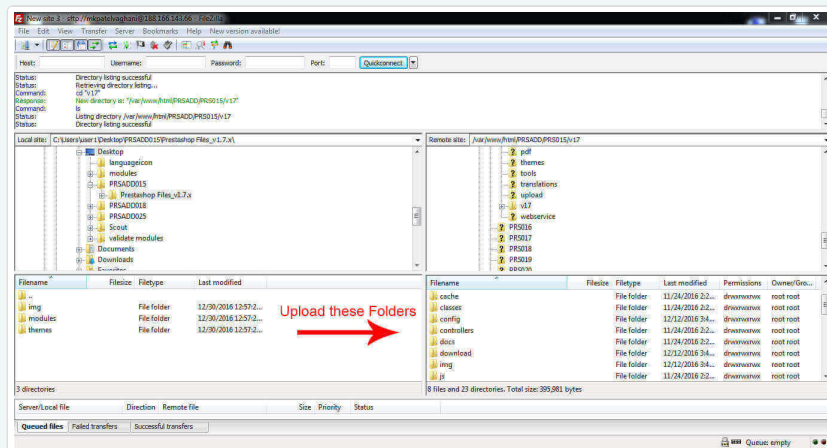 New site 3 - sftp://mkpatelvaghani@188.166.143.66 - FileZilla
File Edit View Transfer Server Bookmarks Help New version available!
Host: Username: Password: Port: Quickconnect
Status: Directory listing successful
Status: Retrieving directory listing...
Command: cd "v17"
Response: New directory is: "/var/www/html/PRSADD/PRS015/v17"
Command: ls
Status: Listing directory /var/www/html/PRSADD/PRS015/v17
Status: Directory listing successful
Local site: C:\Users\user1\Desktop\PRSADD015\Prestashop Files_v1.7.x\
Desktop
languageicon
modules
PRSADD015
Prestashop Files_v1.7.x
PRSADD018
PRSADD025
Scout
validate modules
Documents
Downloads
Favorites
Remote site: /var/www/html/PRSADD/PRS015/v17
pdf
themes
tools
translations
upload
v17
webservice
PRS016
PRS017
PRS018
PRS019
PRS020
Filename Filesize Filetype Last modified
..
img File folder 12/30/2016 12:57:2...
modules File folder 12/30/2016 12:57:2...
themes File folder 12/30/2016 12:57:2...
3 directories
Upload these Folders
Filename Filesize Filetype Last modified Permissions Owner/Gro...
cache File folder 11/24/2016 2:2... drwxrwxrwx root root
classes File folder 11/24/2016 2:2... drwxrwxrwx root root
config File folder 12/12/2016 3:4... drwxrwxrwx root root
controllers File folder 11/24/2016 2:2... drwxrwxrwx root root
docs File folder 11/24/2016 2:2... drwxrwxrwx root root
download File folder 12/12/2016 3:4... drwxrwxrwx root root
img File folder 12/12/2016 3:4... drwxrwxrwx root root
js File folder 11/24/2016 2:2... drwxrwxrwx root root
8 files and 23 directories. Total size: 395,981 bytes
Server/Local file Direction Remote file Size Priority Status
Queued files Failed transfers Successful transfers
Queue: empty